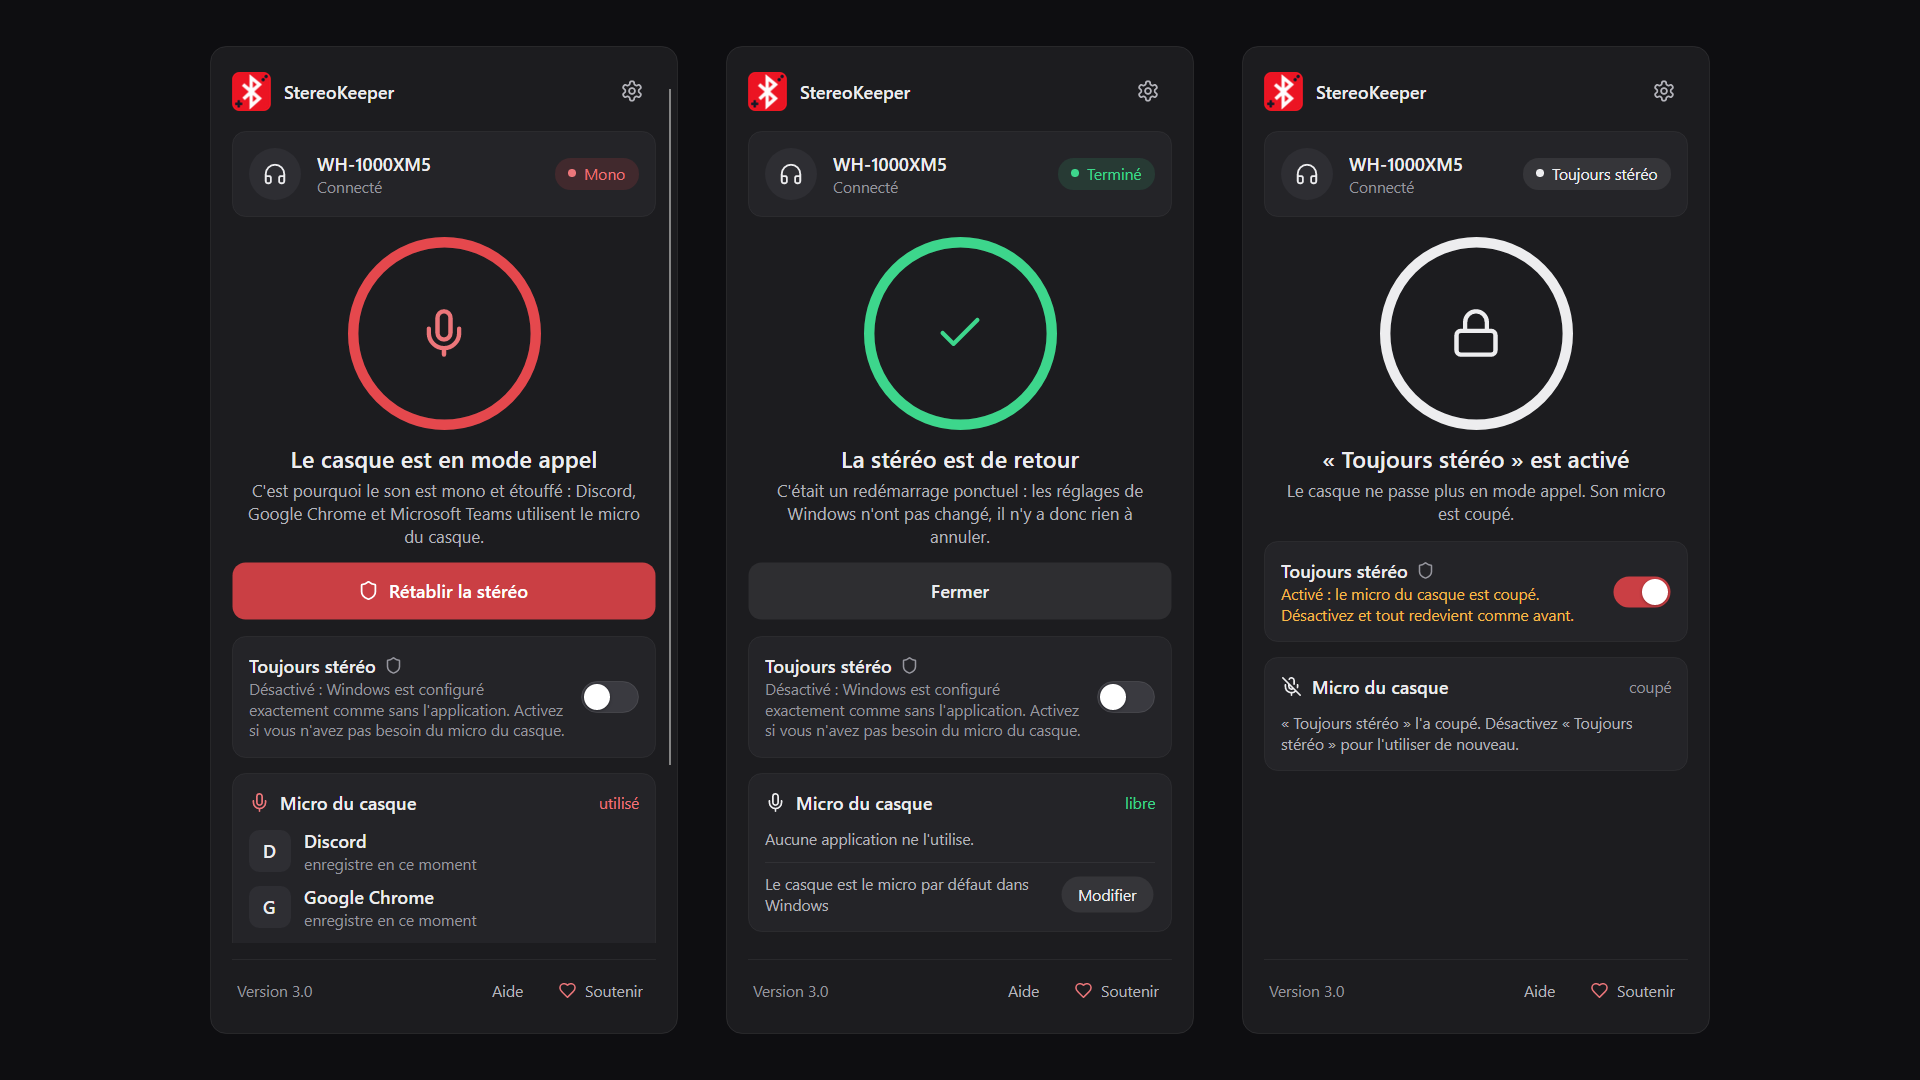 StereoKeeper
WH-1000XM5
Connecté
Mono
Le casque est en mode appel
C'est pourquoi le son est mono et étouffé : Discord,
Google Chrome et Microsoft Teams utilisent le micro
du casque.
Rétablir la stéréo
Toujours stéréo
Désactivé : Windows est configuré
exactement comme sans l'application. Activez
si vous n'avez pas besoin du micro du casque.
Micro du casque
utilisé
D
Discord
enregistre en ce moment
G
Google Chrome
enregistre en ce moment
Version 3.0
Aide
Soutenir
StereoKeeper
WH-1000XM5
Connecté
Terminé
La stéréo est de retour
C'était un redémarrage ponctuel : les réglages de
Windows n'ont pas changé, il n'y a donc rien à
annuler.
Fermer
Toujours stéréo
Désactivé : Windows est configuré
exactement comme sans l'application. Activez
si vous n'avez pas besoin du micro du casque.
Micro du casque
libre
Aucune application ne l'utilise.
Le casque est le micro par défaut dans
Windows
Modifier
Version 3.0
Aide
Soutenir
StereoKeeper
WH-1000XM5
Connecté
Toujours stéréo
« Toujours stéréo » est activé
Le casque ne passe plus en mode appel. Son micro
est coupé.
Toujours stéréo
Activé : le micro du casque est coupé.
Désactivez et tout redevient comme avant.
Micro du casque
coupé
« Toujours stéréo » l'a coupé. Désactivez « Toujours
stéréo » pour l'utiliser de nouveau.
Version 3.0
Aide
Soutenir